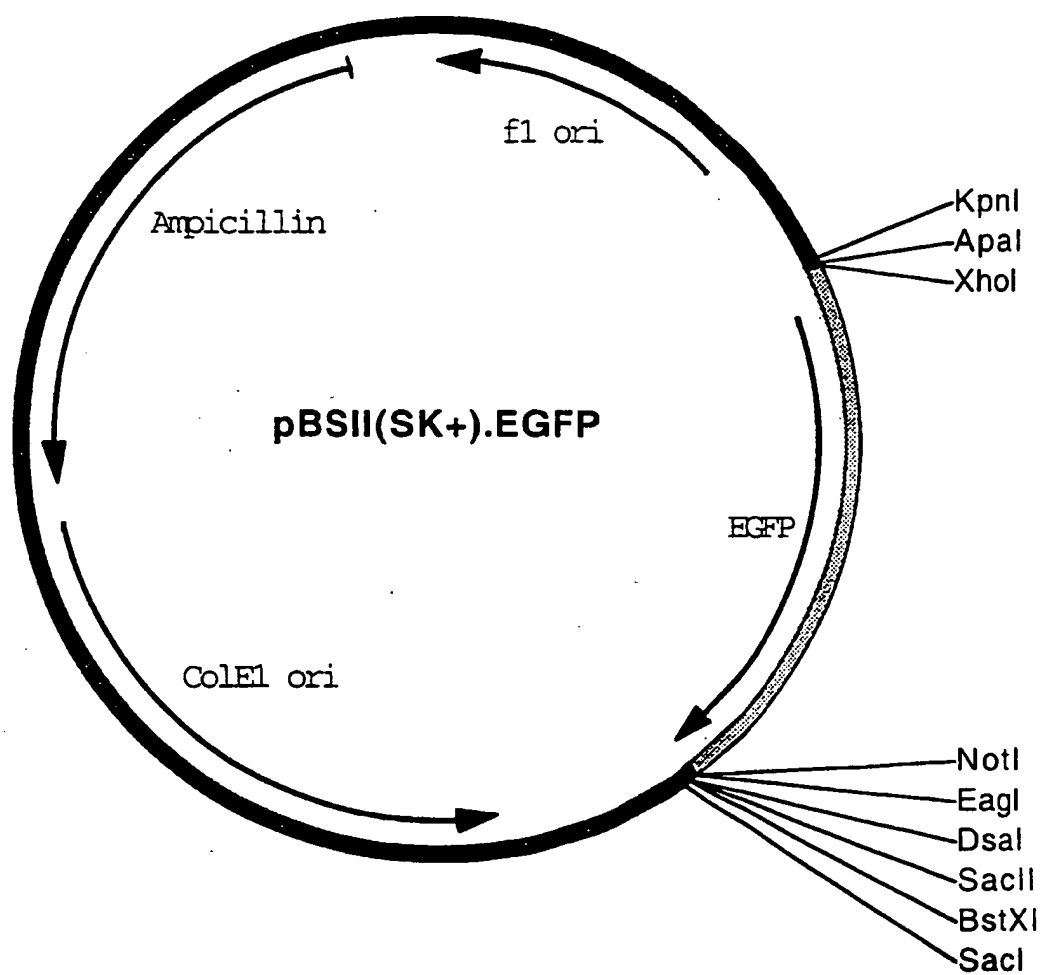 f1 ori
Ampicillin
KpnI
ApaI
XhoI
pBSII(SK+).EGFP
EGFP
ColE1 ori
NotI
EagI
DsaI
SacII
BstXI
SacI